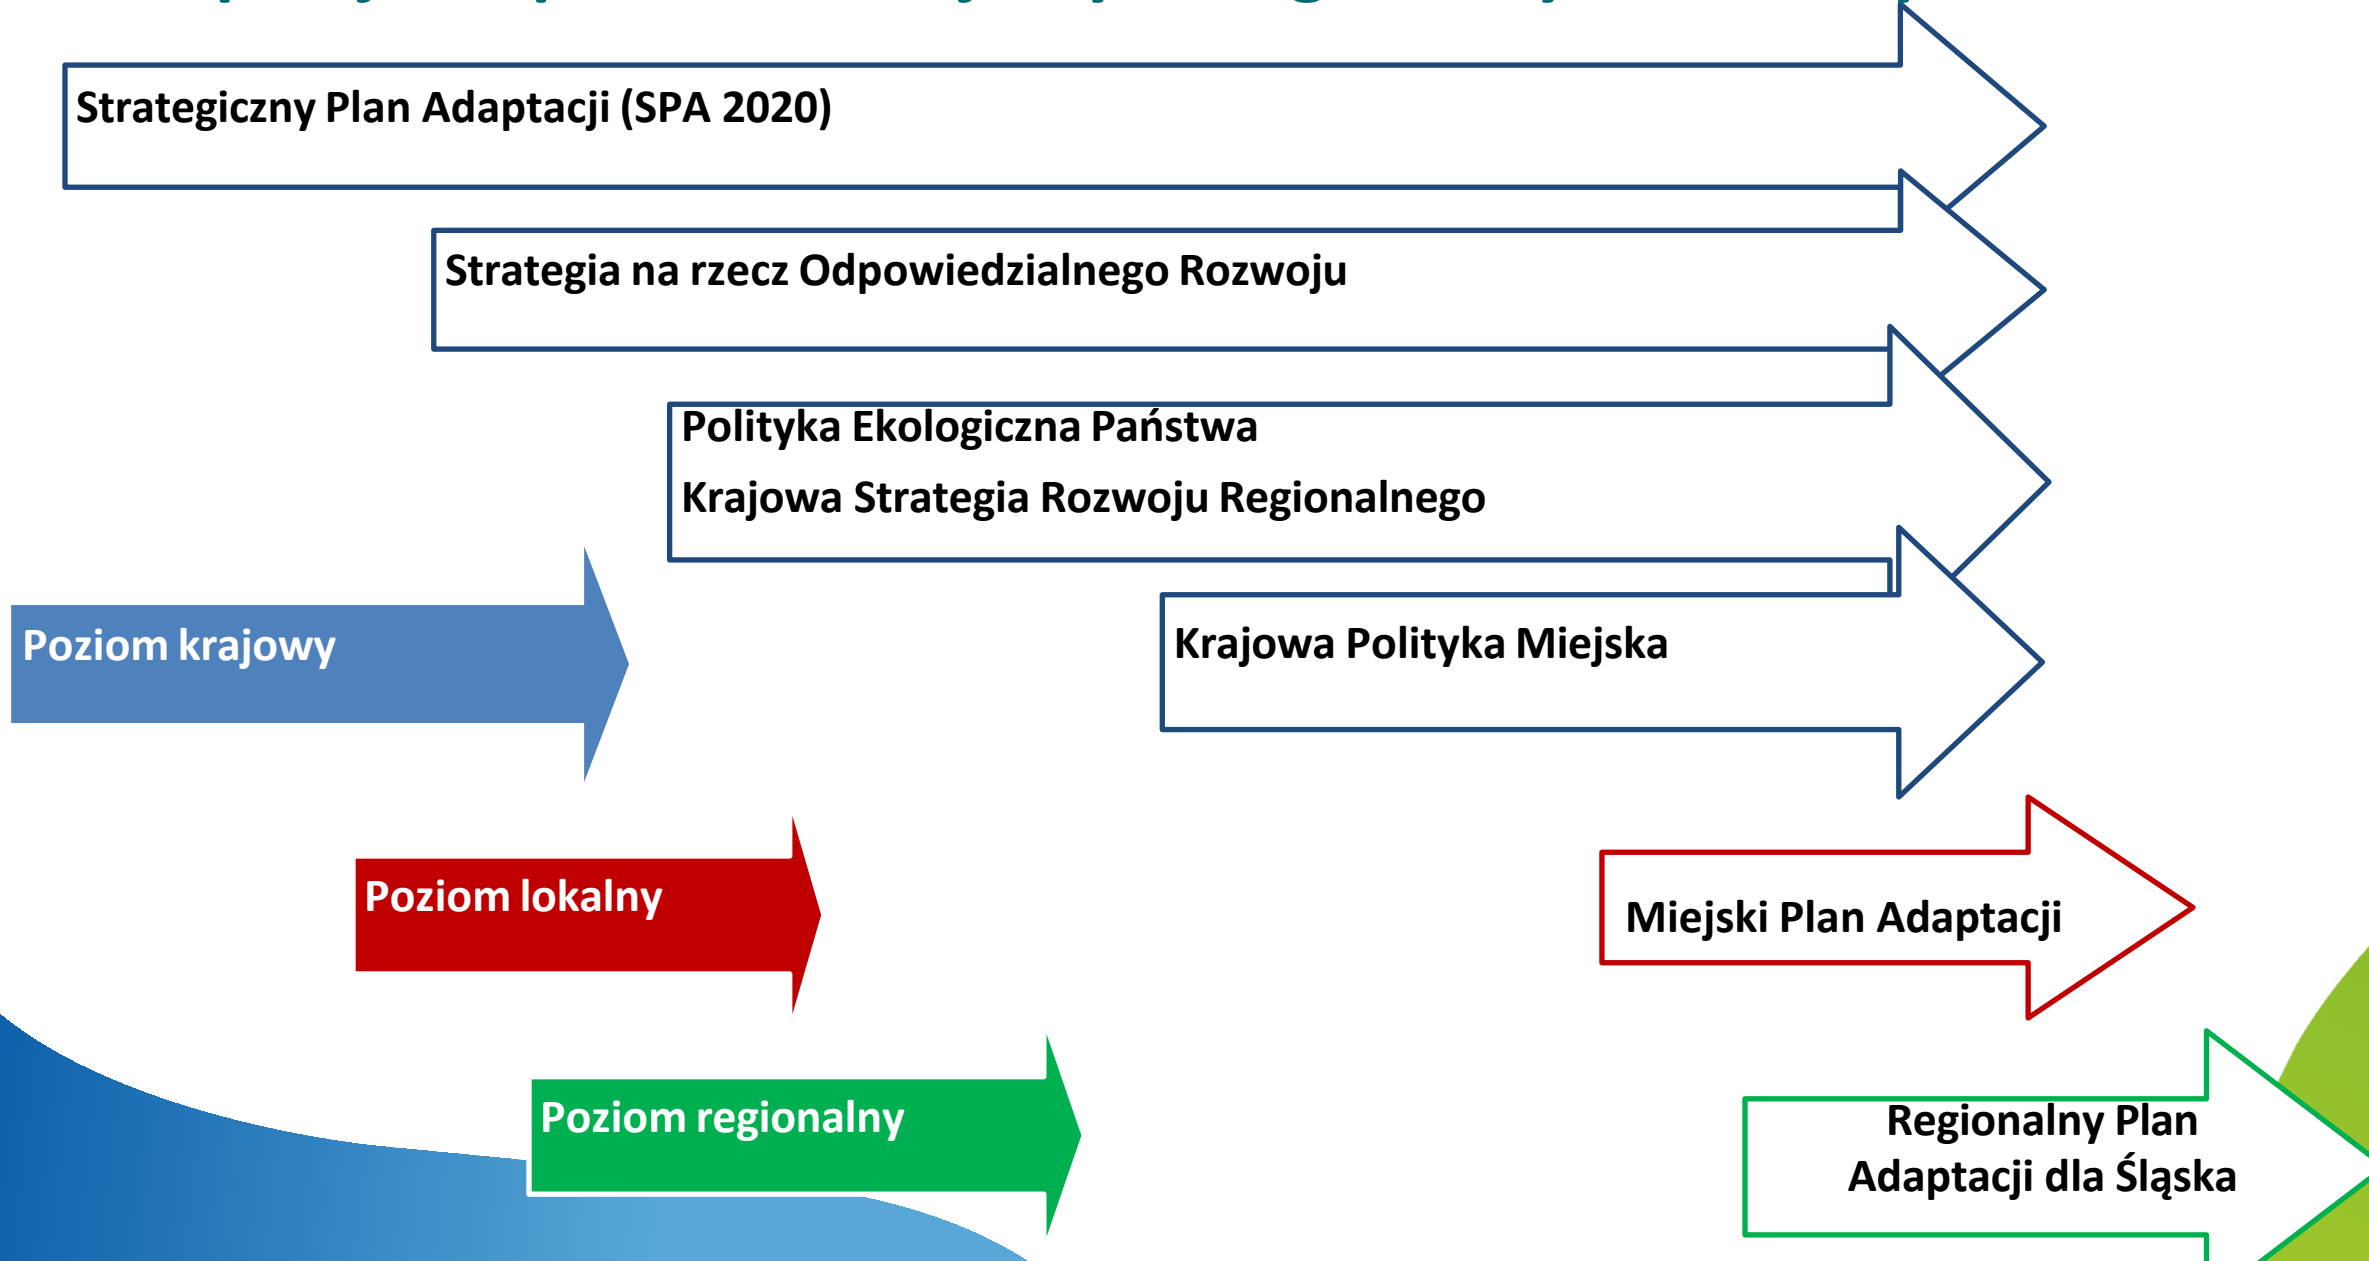 Strategiczny Plan Adaptacji (SPA 2020)
Strategia na rzecz Odpowiedzialnego Rozwoju
Polityka Ekologiczna Państwa
Krajowa Strategia Rozwoju Regionalnego
Poziom krajowy
Krajowa Polityka Miejska
Poziom lokalny
Miejski Plan Adaptacji
Poziom regionalny
Regionalny Plan
Adaptacji dla Śląska